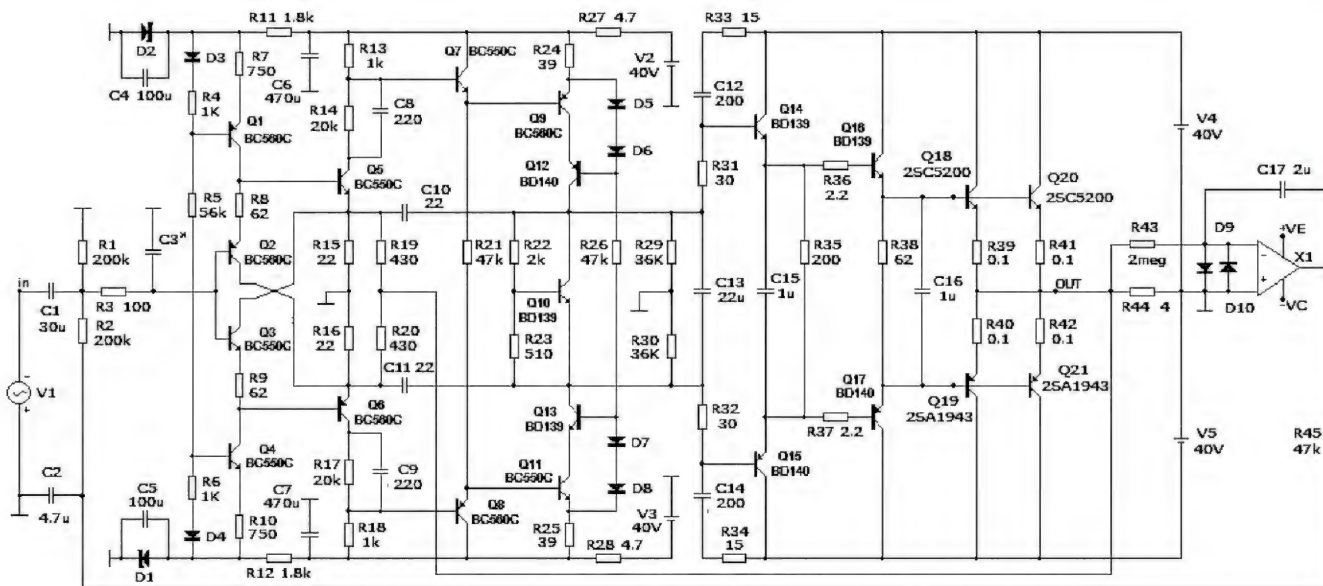 R11 1.8k
D2
C4 100u
D3
R7
750
C6
470u
R4
1K
Q1
BC560C
R5
56k
R8
62
R1
200k
C3*
Q2
BC560C
in
C1
30u
R3 100
R2
200k
Q3
BC550C
R9
62
V1
Q4
BC550C
C2
4.7u
C5
100u
R6
1K
C7
470u
D4
R10
750
D1
R12 1.8k
R13
1k
R14
20k
C8
220
Q5
BC550C
C10
22
R15
22
R19
430
R16
22
R20
430
C11 22
Q6
BC560C
R17
20k
C9
220
R18
1k
Q7 BC550C
R24
39
R27 4.7
V2
40V
Q9
BC560C
D5
D6
Q12
BD140
R21
47k
R22
2k
R26
47k
R29
36K
Q10
BD139
R23
510
R30
36K
Q13
BD139
D7
Q11
BC550C
D8
Q8
BC560C
R25
39
V3
40V
R28 4.7
R33 15
C12
200
Q14
BD139
R31
30
C13
22u
R32
30
Q15
BD140
C14
200
R34
15
Q16
BD139
R36
2.2
R35
200
R38
62
C15
1u
C16
1u
Q17
BD140
R37 2.2
Q18
2SC5200
Q20
2SC5200
R39
0.1
R41
0.1
OUT
R40
0.1
R42
0.1
Q19
2SA1943
Q21
2SA1943
V4
40V
C17 2u
R43
2meg
D9
+VE
X1
R44 4
D10
-VC
V5
40V
R45
47k